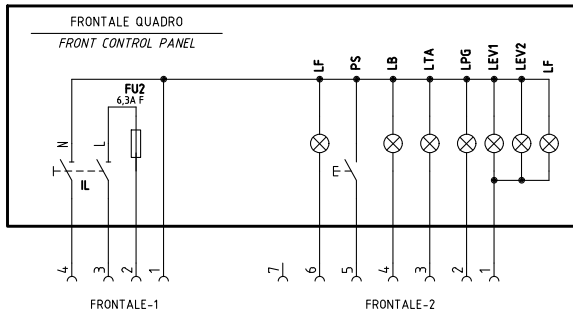 FRONTALE QUADRO
FRONT CONTROL PANEL
LF
PS
LB
LTA
LPG
LEV1
LEV2
LF
FU2
6,3A F
N
L
IL
4
3
2
1
7
6
5
4
3
2
1
FRONTALE-1
FRONTALE-2